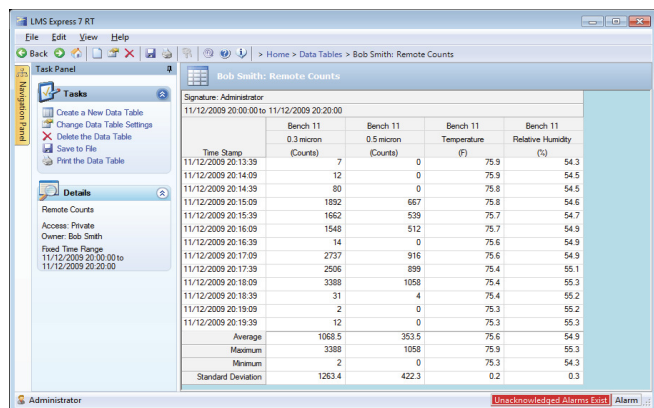 LMS Express 7 RT
File Edit View Help
Back > Home > Data Tables > Bob Smith: Remote Counts
Navigation Panel
Task Panel
Tasks
Create a New Data Table
Change Data Table Settings
Delete the Data Table
Save to File
Print the Data Table
Details
Remote Counts
Access: Private
Owner: Bob Smith
Fixed Time Range
11/12/2009 20:00:00 to
11/12/2009 20:20:00
Bob Smith: Remote Counts
Signature: Administrator
11/12/2009 20:00:00 to 11/12/2009 20:20:00
Bench 11 Bench 11 Bench 11 Bench 11
0.3 micron 0.5 micron Temperature Relative Humidity
Time Stamp (Counts) (Counts) (F) (%)
11/12/2009 20:13:39 7 0 75.9 54.3
11/12/2009 20:14:09 12 0 75.9 54.5
11/12/2009 20:14:39 80 0 75.8 54.5
11/12/2009 20:15:09 1892 667 75.8 54.6
11/12/2009 20:15:39 1662 539 75.7 54.7
11/12/2009 20:16:09 1548 512 75.7 54.9
11/12/2009 20:16:39 14 0 75.6 54.9
11/12/2009 20:17:09 2737 916 75.6 54.9
11/12/2009 20:17:39 2506 899 75.4 55.1
11/12/2009 20:18:09 3388 1058 75.4 55.3
11/12/2009 20:18:39 31 4 75.4 55.2
11/12/2009 20:19:09 2 0 75.3 55.2
11/12/2009 20:19:39 12 0 75.3 55.3
Average 1068.5 353.5 75.6 54.9
Maximum 3388 1058 75.9 55.3
Minimum 2 0 75.3 54.3
Standard Deviation 1263.4 422.3 0.2 0.3
Administrator Unacknowledged Alarms Exist Alarm